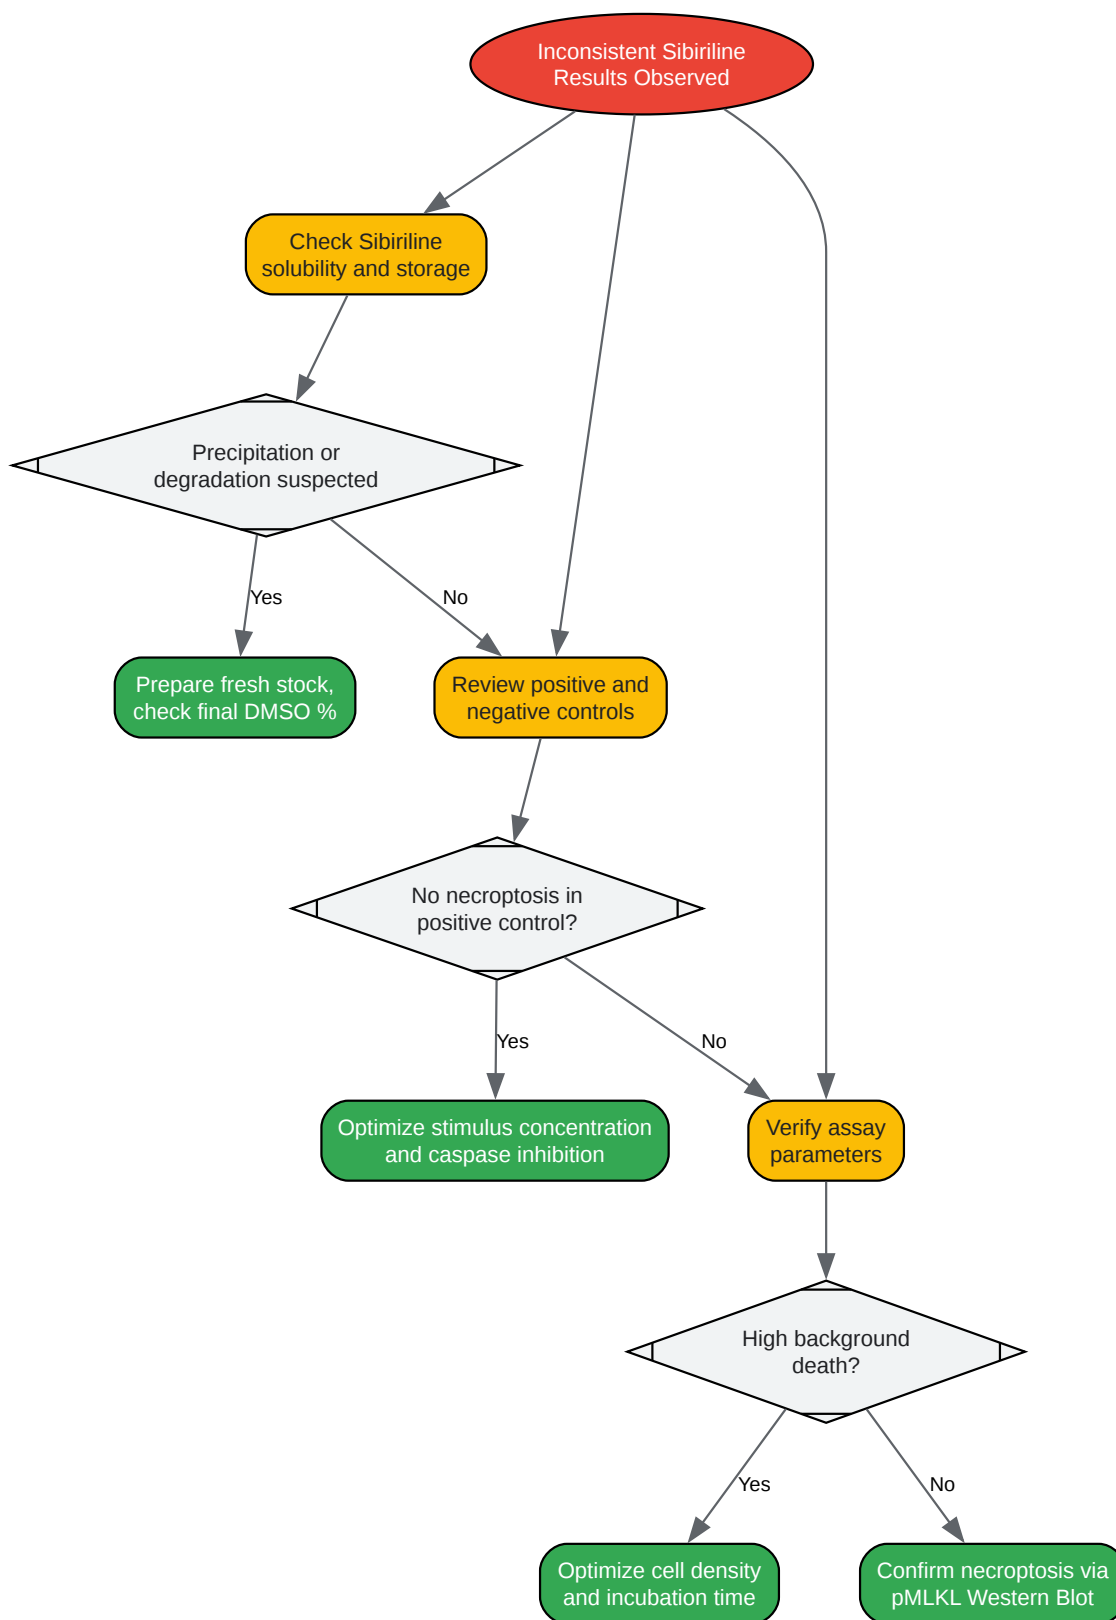 Inconsistent Sibiriline
Results Observed
Check Sibiriline
solubility and storage
Precipitation or
degradation suspected
Yes
No
Prepare fresh stock,
check final DMSO %
Review positive and
negative controls
No necroptosis in
positive control?
Yes
No
Optimize stimulus concentration
and caspase inhibition
Verify assay
parameters
High background
death?
Yes
No
Optimize cell density
and incubation time
Confirm necroptosis via
pMLKL Western Blot